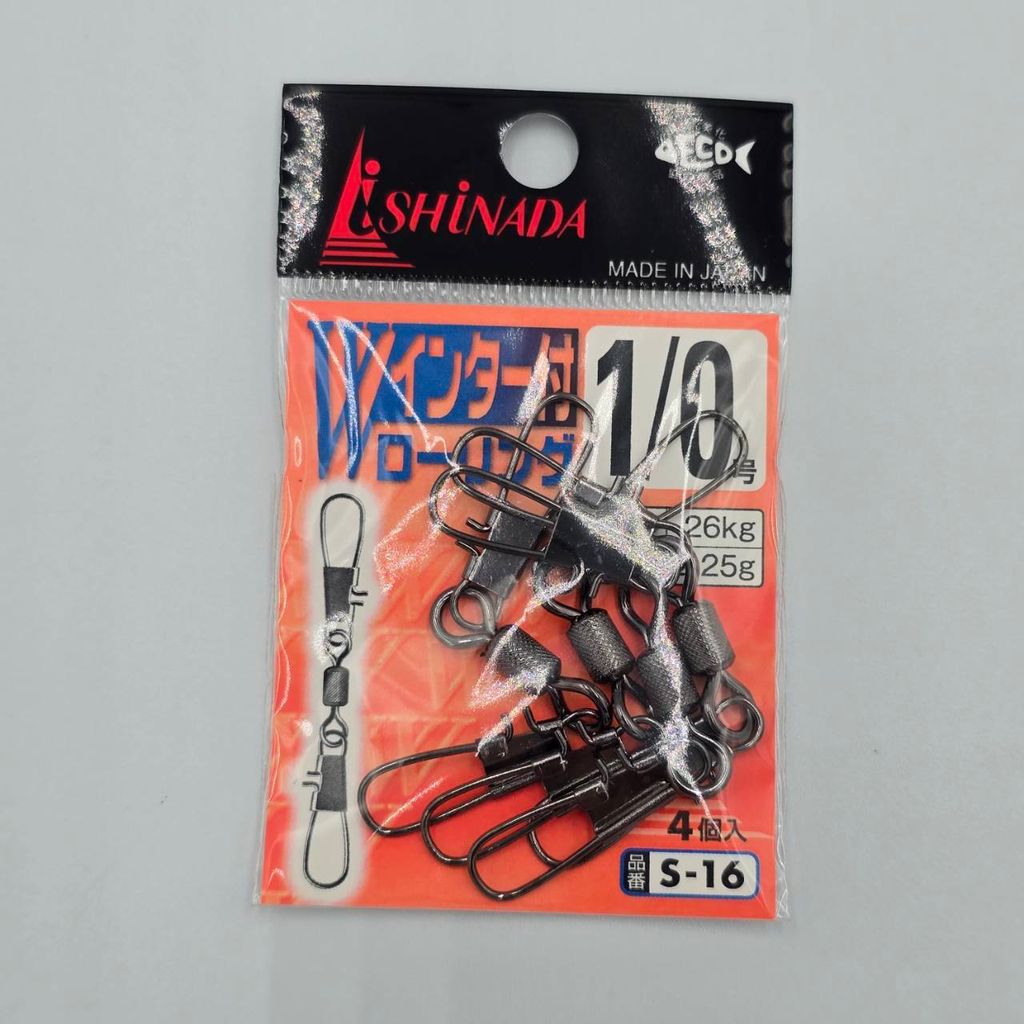 iSHiNADA
DECD
MADE IN JAPAN
Wインター付
ローリング
1/0号
26kg
25g
4個入
品番 S-16